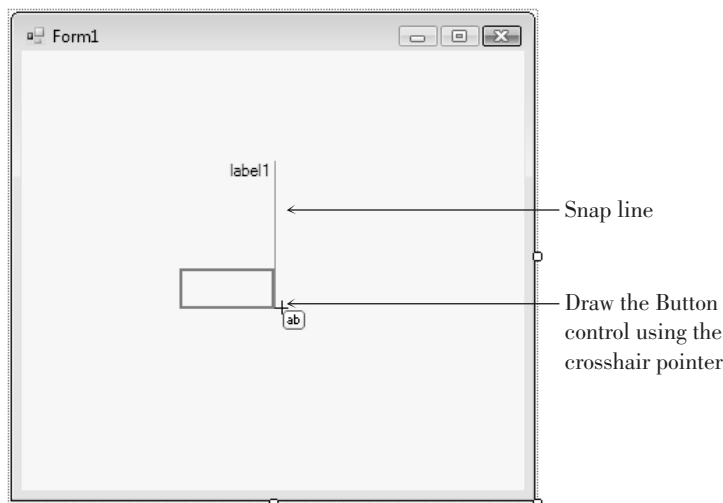 Form1
label1
Snap line
Draw the Button
control using the
crosshair pointer
ab